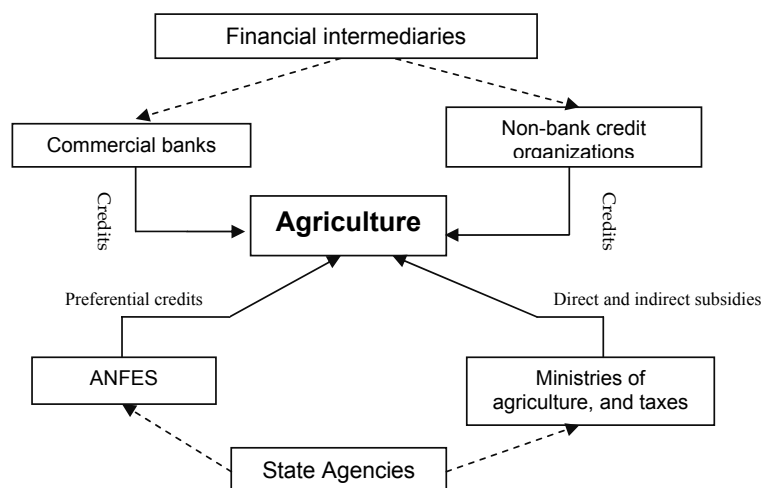 Financial intermediaries
Commercial banks
Non-bank credit
organizations
Credits
Agriculture
Credits
Preferential credits
Direct and indirect subsidies
ANFES
Ministries of
agriculture, and taxes
State Agencies